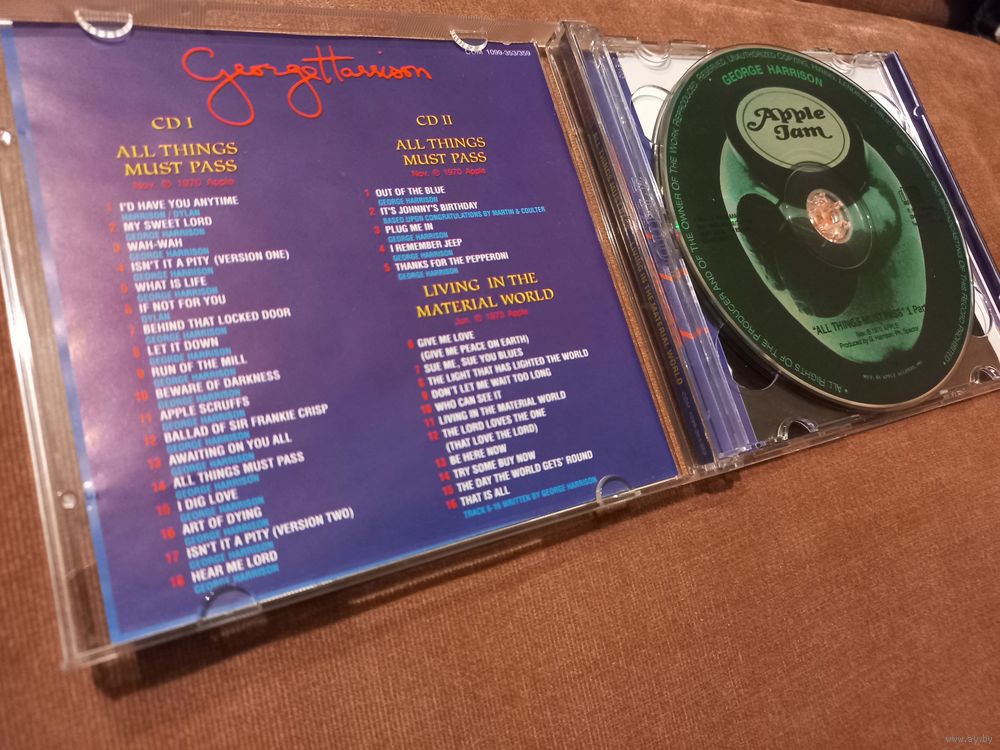 George Harrison
COM 1099-353/359
CD I
ALL THINGS
MUST PASS
Nov. ℗ 1970 Apple
1 I'D HAVE YOU ANYTIME
HARRISON / DYLAN
2 MY SWEET LORD
GEORGE HARRISON
3 WAH-WAH
GEORGE HARRISON
4 ISN'T IT A PITY (VERSION ONE)
GEORGE HARRISON
5 WHAT IS LIFE
GEORGE HARRISON
6 IF NOT FOR YOU
DYLAN
7 BEHIND THAT LOCKED DOOR
GEORGE HARRISON
8 LET IT DOWN
GEORGE HARRISON
9 RUN OF THE MILL
GEORGE HARRISON
10 BEWARE OF DARKNESS
GEORGE HARRISON
11 APPLE SCRUFFS
GEORGE HARRISON
12 BALLAD OF SIR FRANKIE CRISP
GEORGE HARRISON
13 AWAITING ON YOU ALL
GEORGE HARRISON
14 ALL THINGS MUST PASS
GEORGE HARRISON
15 I DIG LOVE
GEORGE HARRISON
16 ART OF DYING
GEORGE HARRISON
17 ISN'T IT A PITY (VERSION TWO)
GEORGE HARRISON
18 HEAR ME LORD
GEORGE HARRISON
CD II
ALL THINGS
MUST PASS
Nov. ℗ 1970 Apple
1 OUT OF THE BLUE
GEORGE HARRISON
2 IT'S JOHNNY'S BIRTHDAY
BASED UPON CONGRATULATIONS BY MARTIN & COULTER
3 PLUG ME IN
GEORGE HARRISON
4 I REMEMBER JEEP
GEORGE HARRISON
5 THANKS FOR THE PEPPERONI
GEORGE HARRISON
LIVING IN THE
MATERIAL WORLD
Jun. ℗ 1973 Apple
6 GIVE ME LOVE
(GIVE ME PEACE ON EARTH)
7 SUE ME, SUE YOU BLUES
8 THE LIGHT THAT HAS LIGHTED THE WORLD
9 DON'T LET ME WAIT TOO LONG
10 WHO CAN SEE IT
11 LIVING IN THE MATERIAL WORLD
12 THE LORD LOVES THE ONE
(THAT LOVE THE LORD)
13 BE HERE NOW
14 TRY SOME BUY NOW
15 THE DAY THE WORLD GETS' ROUND
16 THAT IS ALL
TRACK 6-16 WRITTEN BY GEORGE HARRISON
LIVING IN THE MATERIAL WORLD
GEORGE HARRISON
Apple
Jam
ALL RIGHTS OF THE PRODUCER AND OF THE OWNER OF THE WORK REPRODUCED RESERVED. UNAUTHORIZED COPYING
www.ay.by